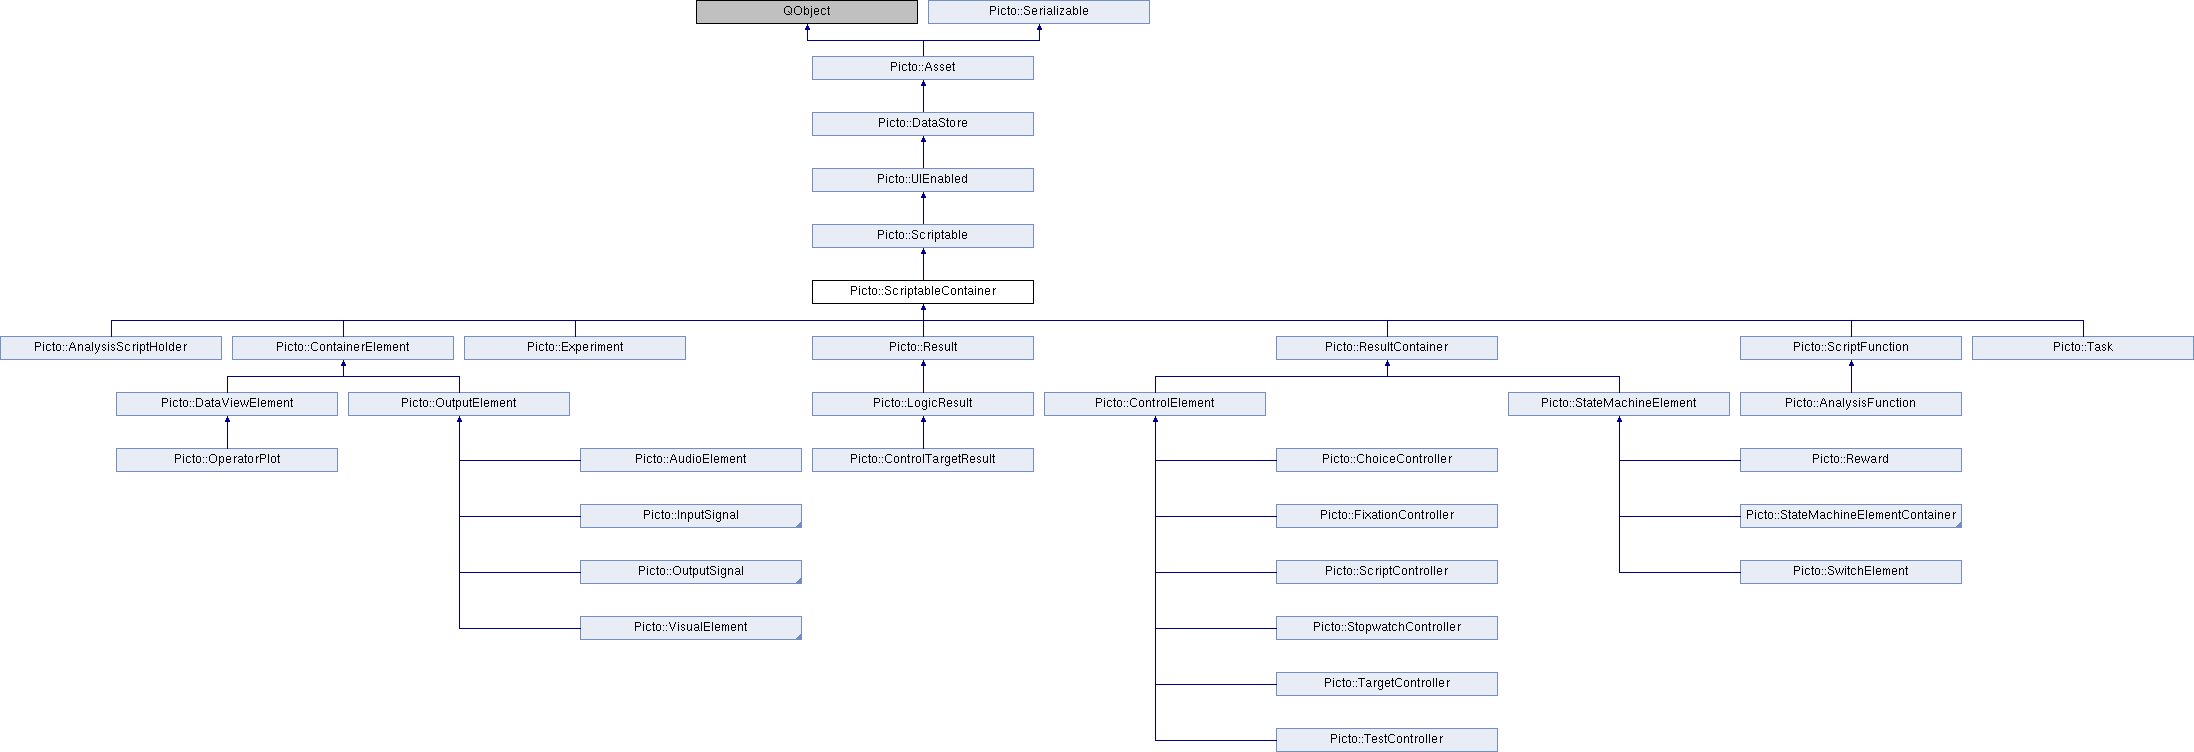 QObject
Picto::Serializable
Picto::Asset
Picto::DataStore
Picto::UIEnabled
Picto::Scriptable
Picto::ScriptableContainer
Picto::AnalysisScriptHolder
Picto::ContainerElement
Picto::Experiment
Picto::Result
Picto::ResultContainer
Picto::ScriptFunction
Picto::Task
Picto::DataViewElement
Picto::OutputElement
Picto::LogicResult
Picto::ControlElement
Picto::StateMachineElement
Picto::AnalysisFunction
Picto::OperatorPlot
Picto::AudioElement
Picto::ControlTargetResult
Picto::ChoiceController
Picto::Reward
Picto::InputSignal
Picto::FixationController
Picto::StateMachineElementContainer
Picto::OutputSignal
Picto::ScriptController
Picto::SwitchElement
Picto::VisualElement
Picto::StopwatchController
Picto::TargetController
Picto::TestController